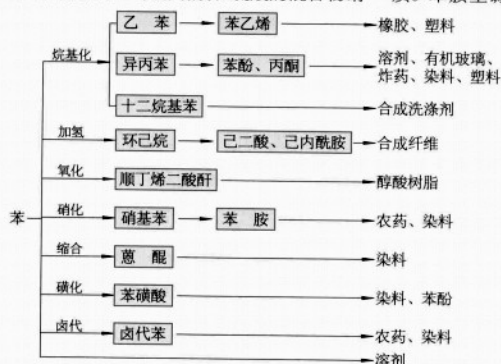 乙 苯 苯乙烯 橡胶、塑料
烷基化 异丙苯 苯酚、丙酮 溶剂、有机玻璃、
炸药、染料、塑料
十二烷基苯 合成洗涤剂
加氢 环己烷 己二酸、己内酰胺 合成纤维
氧化 顺丁烯二酸酐 醇酸树脂
苯 硝化 硝基苯 苯 胺 农药、染料
缩合 蒽 醌 染料
磺化 苯磺酸 染料、苯酚
卤代 卤代苯 农药、染料
溶剂